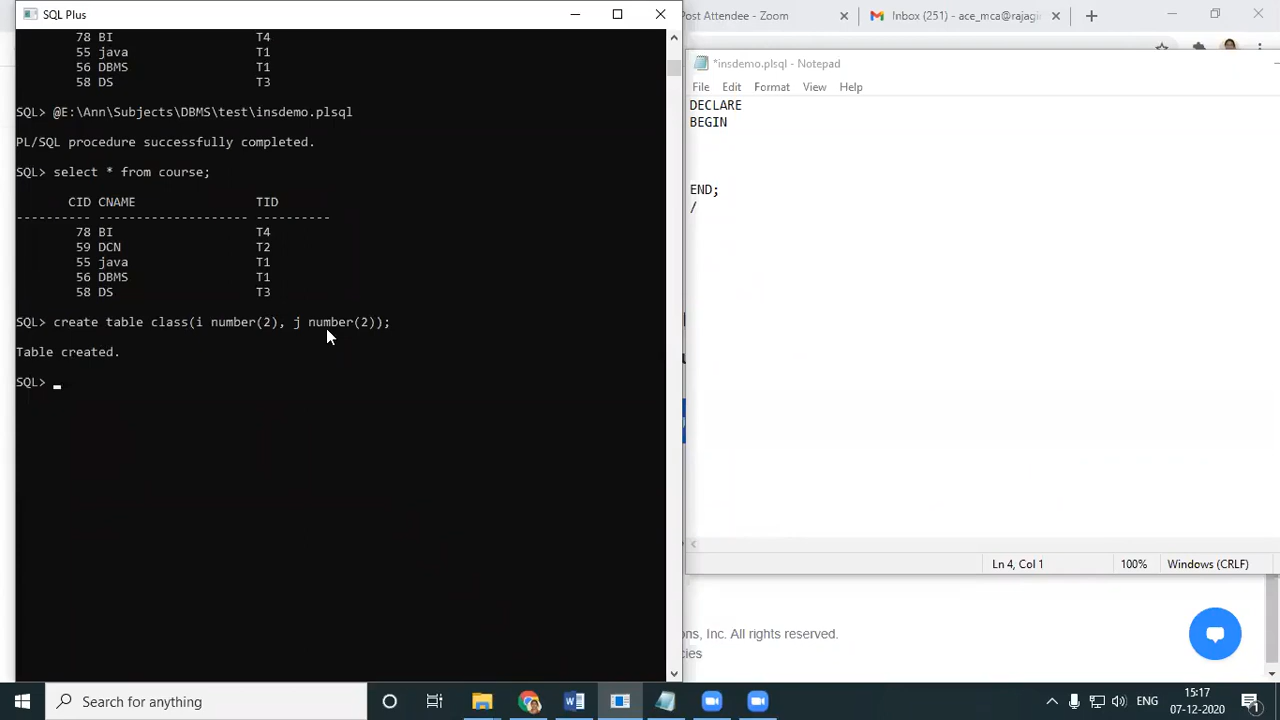 SQL Plus
78 BI T4
55 java T1
56 DBMS T1
58 DS T3
SQL> @E:\Ann\Subjects\DBMS\test\insdemo.plsql
PL/SQL procedure successfully completed.
SQL> select * from course;
CID CNAME TID
---------- -------------------- ----------
78 BI T4
59 DCN T2
55 java T1
56 DBMS T1
58 DS T3
SQL> create table class(i number(2), j number(2));
Table created.
SQL> _
Post Attendee - Zoom
Inbox (251) - ace_mca@rajagiri
*insdemo.plsql - Notepad
File Edit Format View Help
DECLARE
BEGIN
END;
/
Ln 4, Col 1 100% Windows (CRLF)
ons, Inc. All rights reserved.
cies
Search for anything
ENG
15:17
07-12-2020
1